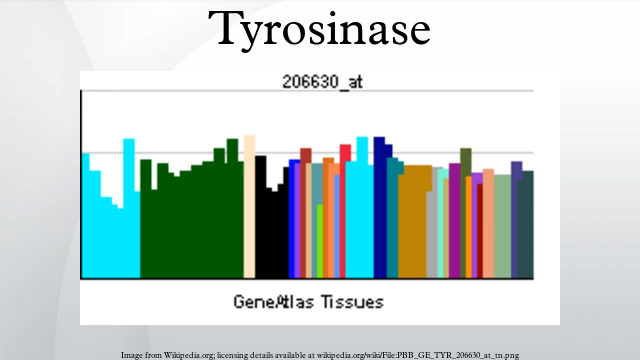 Tyrosinase
206630_at
GeneAtlas Tissues
Image from Wikipedia.org; licensing details available at wikipedia.org/wiki/File:PBB_GE_TYR_206630_at_tn.png